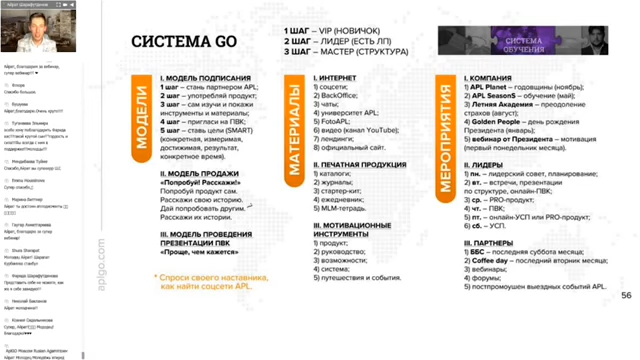 СИСТЕМА GO
1 ШАГ – VIP (НОВИЧОК)
2 ШАГ – ЛИДЕР (ЕСТЬ ЛП)
3 ШАГ – МАСТЕР (СТРУКТУРА)
СИСТЕМА
ОБУЧЕНИЯ
МОДЕЛИ
I. МОДЕЛЬ ПОДПИСАНИЯ
1 шаг – стань партнером APL;
2 шаг – употребляй продукт;
3 шаг – сам изучи и покажи
инструменты и материалы;
4 шаг – пригласи на ПВК;
5 шаг – ставь цели (SMART)
(конкретная, измеримая,
достижимая, результат,
конкретное время).
II. МОДЕЛЬ ПРОДАЖИ
«Попробуй! Расскажи!»
Попробуй продукт сам.
Расскажи свою историю.
Дай попробовать другим.
Расскажи их истории.
III. МОДЕЛЬ ПРОВЕДЕНИЯ
ПРЕЗЕНТАЦИИ ПВК
«Проще, чем кажется»
* Спроси своего наставника,
как найти соцсети APL.
МАТЕРИАЛЫ
I. ИНТЕРНЕТ
1) соцсети;
2) BackOffice;
3) чаты;
4) университет APL;
5) FotoAPL;
6) видео (канал YouTube);
7) лендинги;
8) официальный сайт.
II. ПЕЧАТНАЯ ПРОДУКЦИЯ
1) каталоги;
2) журналы;
3) стартер-кит;
4) ежедневник;
5) MLM-тетрадь.
III. МОТИВАЦИОННЫЕ
ИНСТРУМЕНТЫ
1) продукт;
2) руководство;
3) возможности;
4) система;
5) путешествия и события.
МЕРОПРИЯТИЯ
I. КОМПАНИЯ
1) APL Planet – годовщины (ноябрь);
2) APL SeasonS – обучение (май);
3) Летняя Академия – преодоление
страхов (август);
4) Golden People – день рождения
Президента (январь);
5) вебинар от Президента – мотивация
(первый понедельник месяца).
II. ЛИДЕРЫ
1) пн. – лидерский совет, планирование;
2) вт. – встречи, презентации
по структуре, онлайн-ПВК;
3) ср. – PRO-продукт;
4) чт. – ПВК;
5) пт. – онлайн-УСП или PRO-продукт;
6) сб. – УСП.
III. ПАРТНЕРЫ
1) ББС – последняя суббота месяца;
2) Coffee day – последний вторник месяца;
3) вебинары;
4) форумы;
5) постпромоушен выездных событий APL.
aplgo.com
56